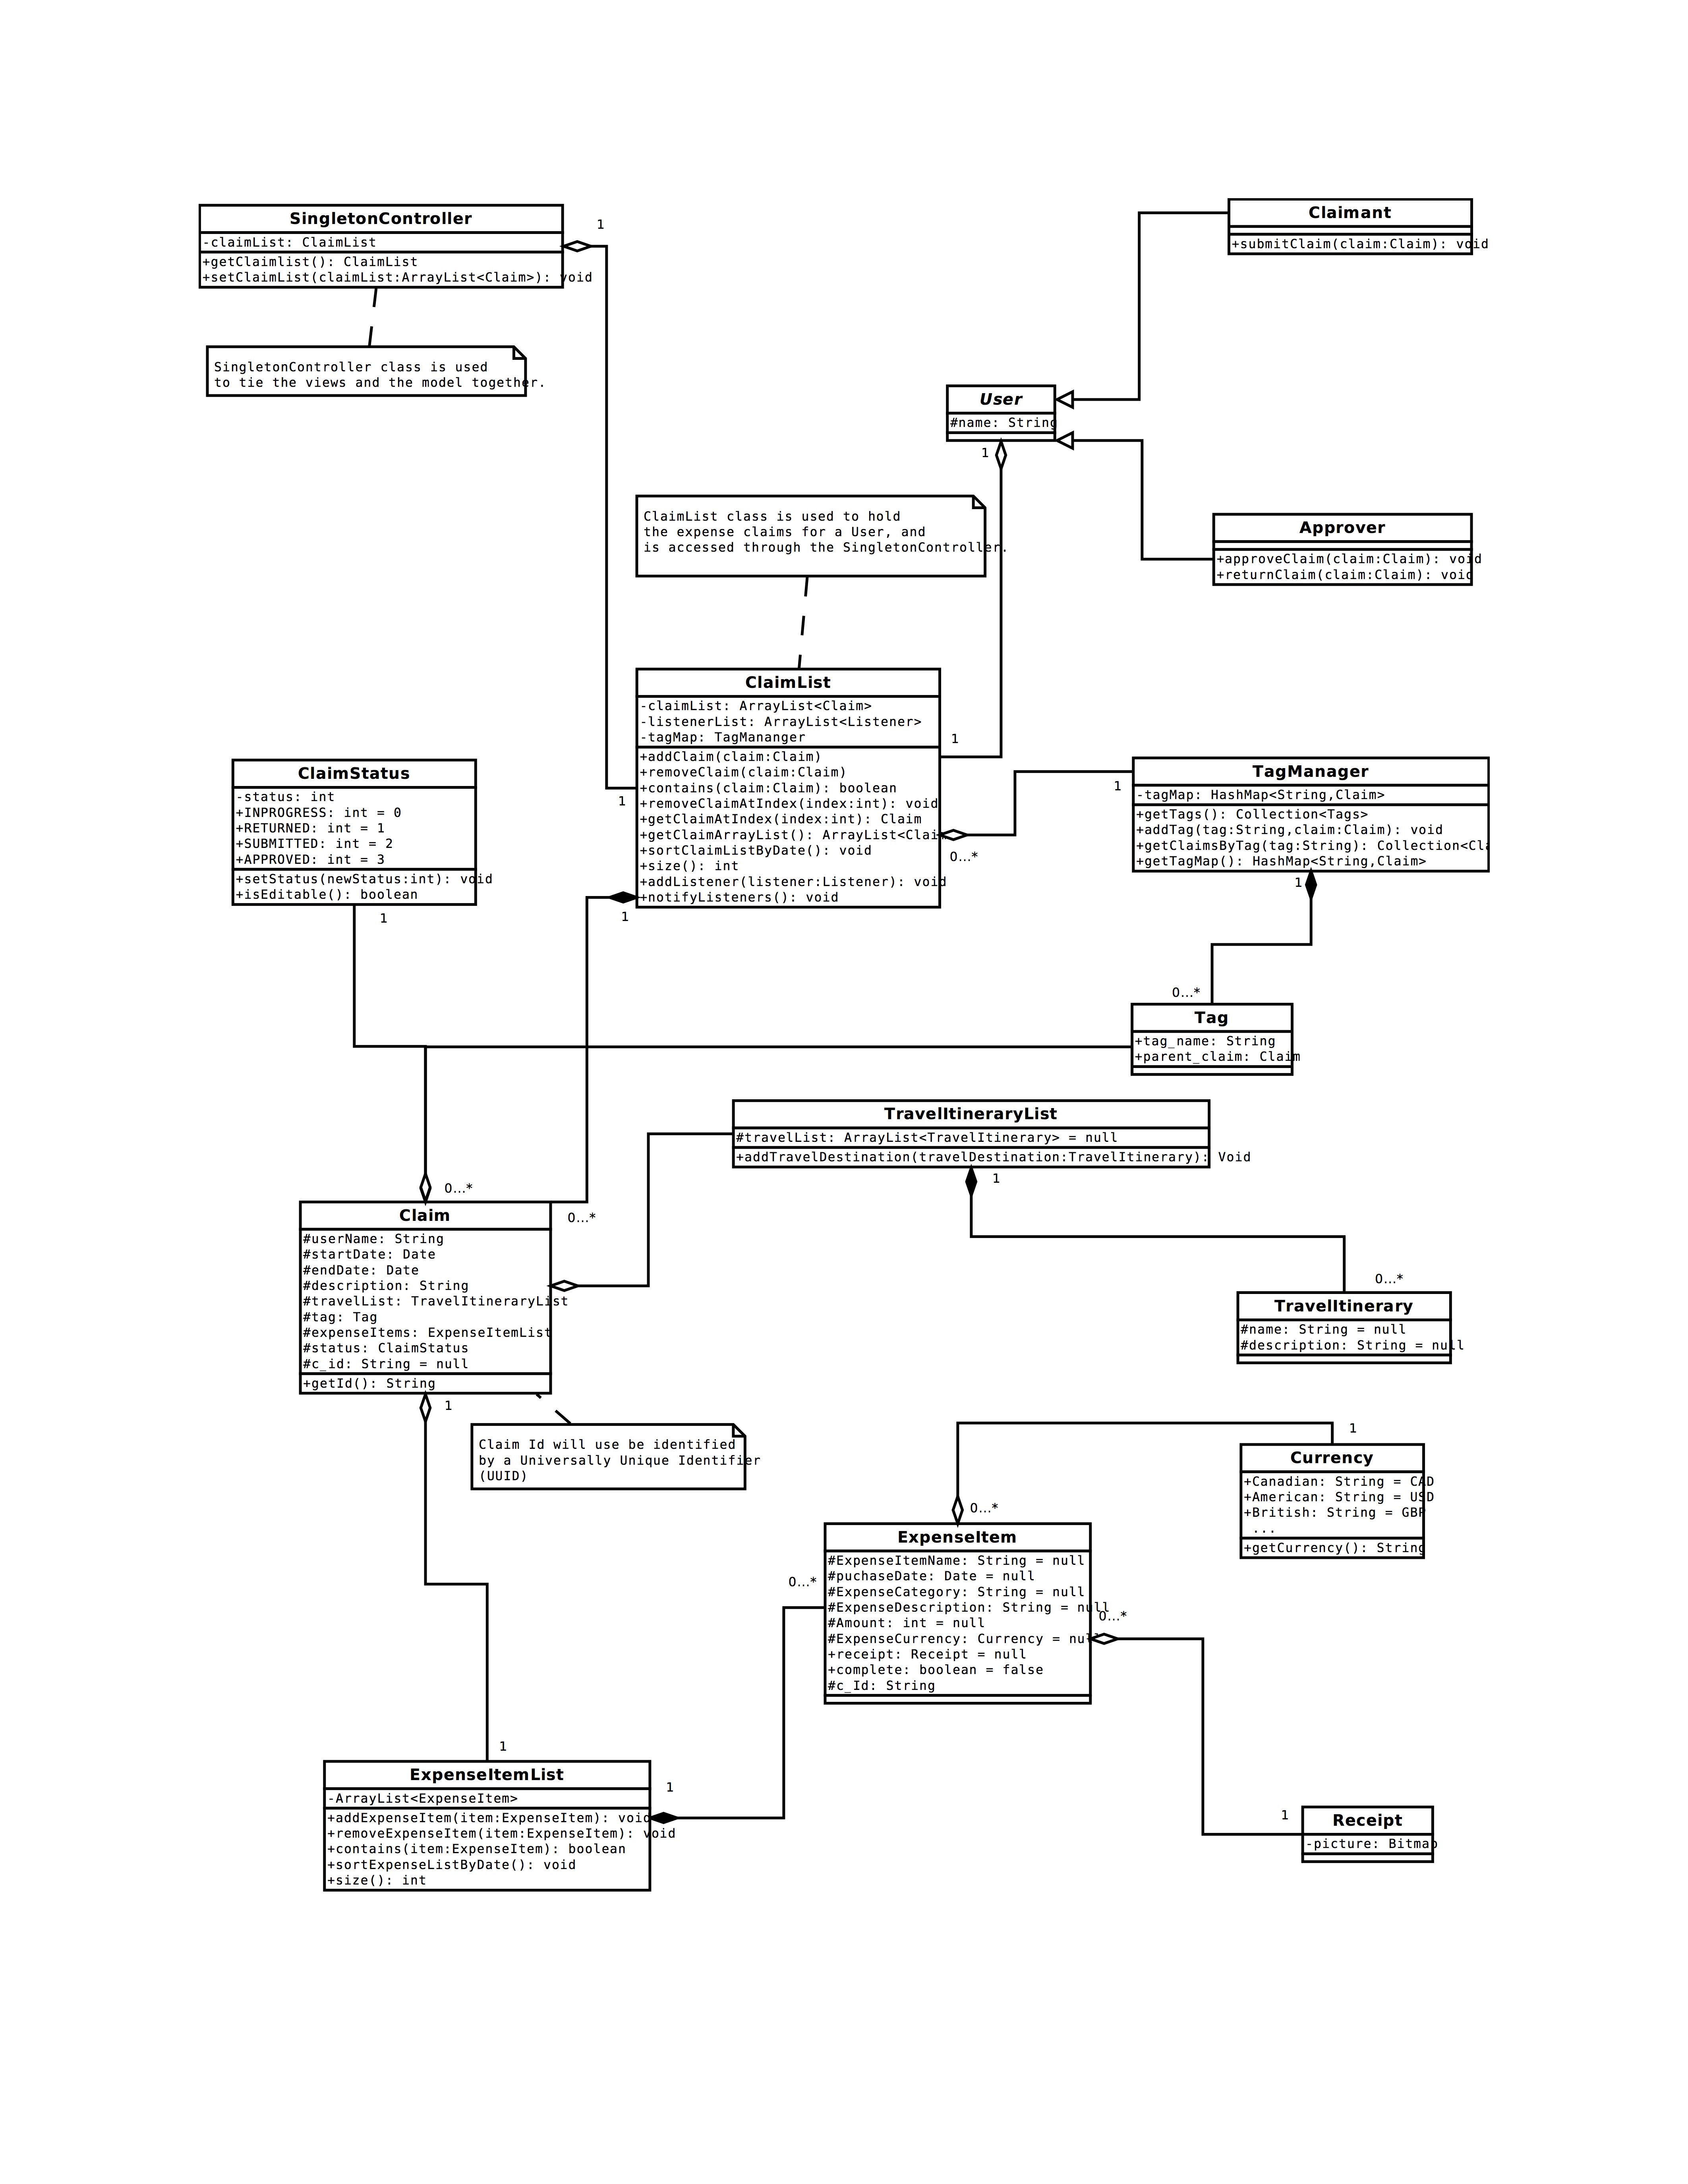 SingletonController
-claimList: ClaimList
+getClaimlist(): ClaimList
+setClaimList(claimList:ArrayList<Claim>): void
1
SingletonController class is used
to tie the views and the model together.
Claimant
+submitClaim(claim:Claim): void
User
#name: String
1
Approver
+approveClaim(claim:Claim): void
+returnClaim(claim:Claim): void
ClaimList class is used to hold
the expense claims for a User, and
is accessed through the SingletonController.
ClaimList
-claimList: ArrayList<Claim>
-listenerList: ArrayList<Listener>
-tagMap: TagMananger
+addClaim(claim:Claim)
+removeClaim(claim:Claim)
+contains(claim:Claim): boolean
+removeClaimAtIndex(index:int): void
+getClaimAtIndex(index:int): Claim
+getClaimArrayList(): ArrayList<Claim
+sortClaimListByDate(): void
+size(): int
+addListener(listener:Listener): void
+notifyListeners(): void
1
1
0...*
1
ClaimStatus
-status: int
+INPROGRESS: int = 0
+RETURNED: int = 1
+SUBMITTED: int = 2
+APPROVED: int = 3
+setStatus(newStatus:int): void
+isEditable(): boolean
1
TagManager
-tagMap: HashMap<String,Claim>
+getTags(): Collection<Tags>
+addTag(tag:String,claim:Claim): void
+getClaimsByTag(tag:String): Collection<Cla
+getTagMap(): HashMap<String,Claim>
1
1
0...*
Tag
+tag_name: String
+parent_claim: Claim
TravelItineraryList
#travelList: ArrayList<TravelItinerary> = null
+addTravelDestination(travelDestination:TravelItinerary): Void
1
0...*
0...*
Claim
#userName: String
#startDate: Date
#endDate: Date
#description: String
#travelList: TravelItineraryList
#tag: Tag
#expenseItems: ExpenseItemList
#status: ClaimStatus
#c_id: String = null
+getId(): String
1
0...*
TravelItinerary
#name: String = null
#description: String = null
Claim Id will use be identified
by a Universally Unique Identifier
(UUID)
1
Currency
+Canadian: String = CAD
+American: String = USD
+British: String = GBP
...
+getCurrency(): String
0...*
ExpenseItem
#ExpenseItemName: String = null
#puchaseDate: Date = null
#ExpenseCategory: String = null
#ExpenseDescription: String = null
#Amount: int = null
#ExpenseCurrency: Currency = null
+receipt: Receipt = null
+complete: boolean = false
#c_Id: String
0...*
0...*
1
ExpenseItemList
-ArrayList<ExpenseItem>
+addExpenseItem(item:ExpenseItem): void
+removeExpenseItem(item:ExpenseItem): void
+contains(item:ExpenseItem): boolean
+sortExpenseListByDate(): void
+size(): int
1
1
Receipt
-picture: Bitmap